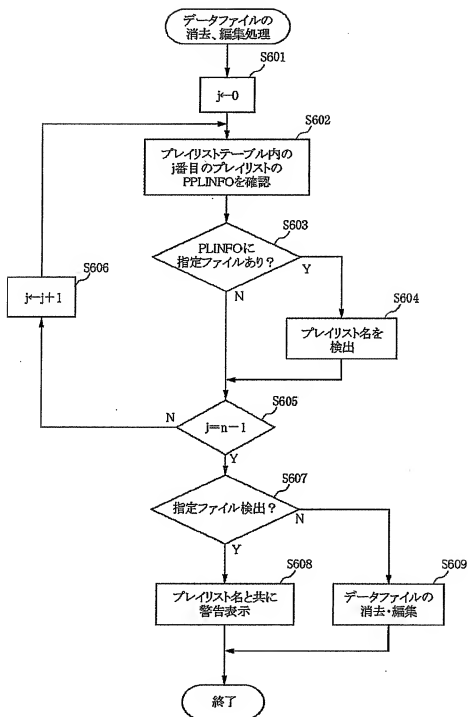 データファイルの
消去、編集処理
S601
j←0
S602
プレイリストテーブル内の
j番目のプレイリストの
PPLINFOを確認
S603
PLINFOに
指定ファイルあり？
Y
N
S606
j←j＋1
S604
プレイリスト名を
検出
S605
N
j＝n－1
Y
S607
指定ファイル検出？
N
Y
S608
プレイリスト名と共に
警告表示
S609
データファイルの
消去・編集
終了